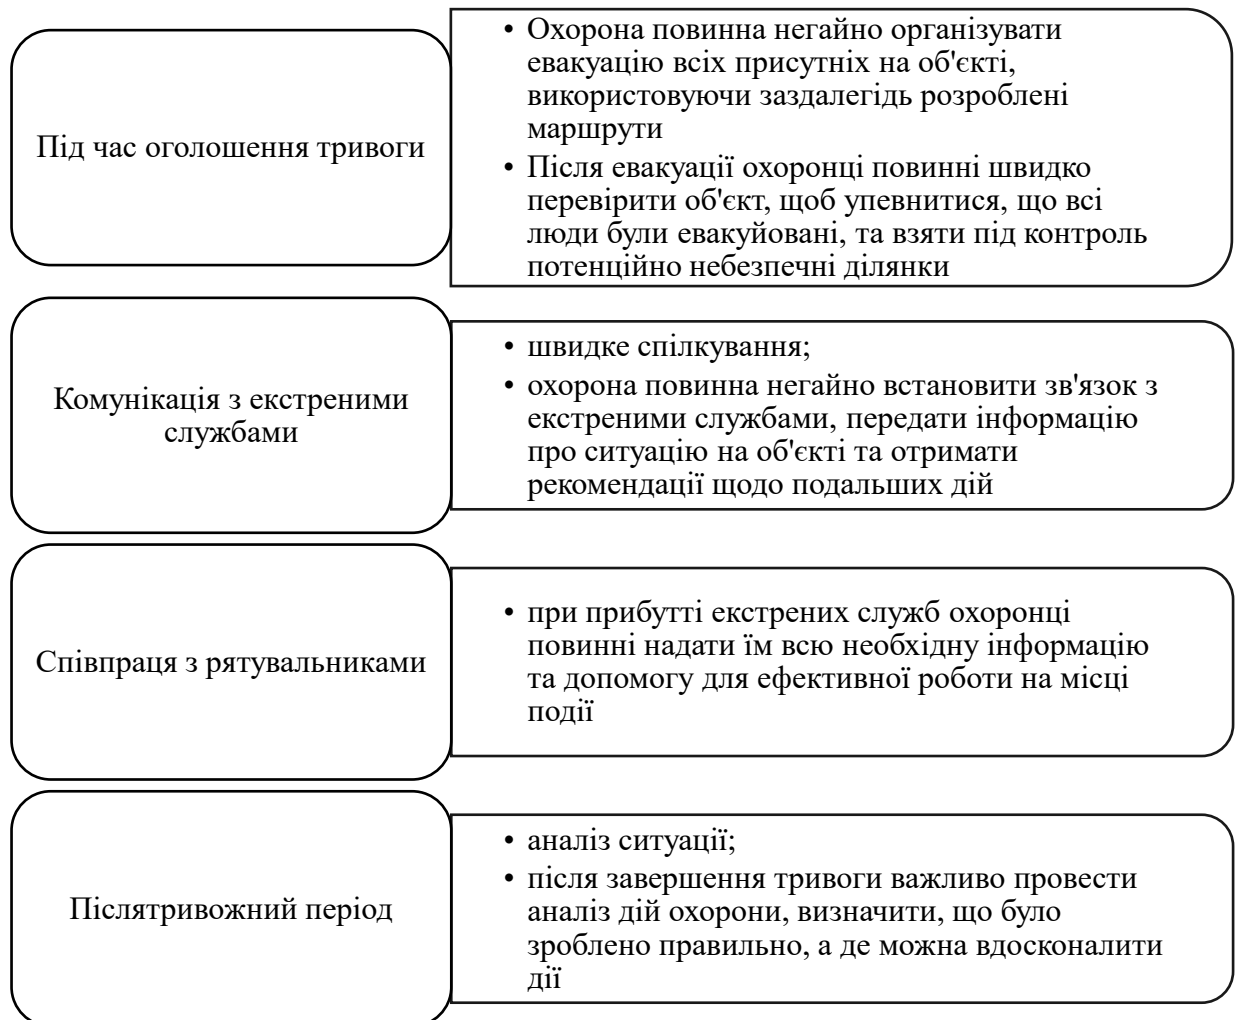 Під час оголошення тривоги
• Охорона повинна негайно організувати
евакуацію всіх присутніх на об'єкті,
використовуючи заздалегідь розроблені
маршрути
• Після евакуації охоронці повинні швидко
перевірити об'єкт, щоб упевнитися, що всі
люди були евакуйовані, та взяти під контроль
потенційно небезпечні ділянки
Комунікація з екстреними
службами
• швидке спілкування;
• охорона повинна негайно встановити зв'язок з
екстреними службами, передати інформацію
про ситуацію на об'єкті та отримати
рекомендації щодо подальших дій
Співпраця з рятувальниками
• при прибутті екстрених служб охоронці
повинні надати їм всю необхідну інформацію
та допомогу для ефективної роботи на місці
події
Післятривожний період
• аналіз ситуації;
• після завершення тривоги важливо провести
аналіз дій охорони, визначити, що було
зроблено правильно, а де можна вдосконалити
дії